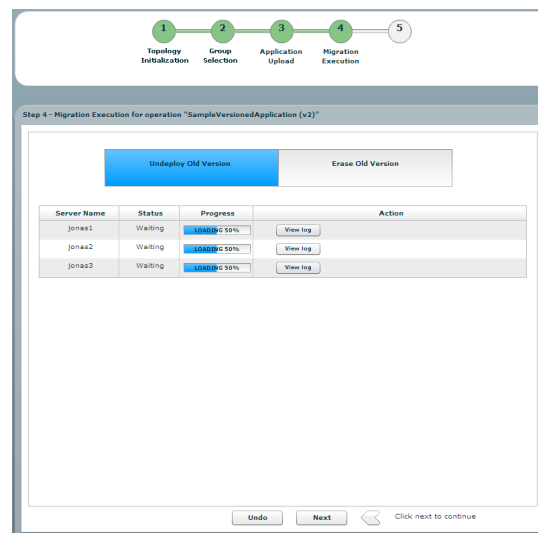 1 2 3 4 5
Topology Initialization
Group Selection
Application Upload
Migration Execution
Step 4 - Migration Execution for operation "SampleVersionedApplication (v2)"
Undeploy Old Version Erase Old Version
Server Name Status Progress Action
jonas1 Waiting LOADING 50% View log
jonas2 Waiting LOADING 50% View log
jonas3 Waiting LOADING 50% View log
Undo Next Click next to continue